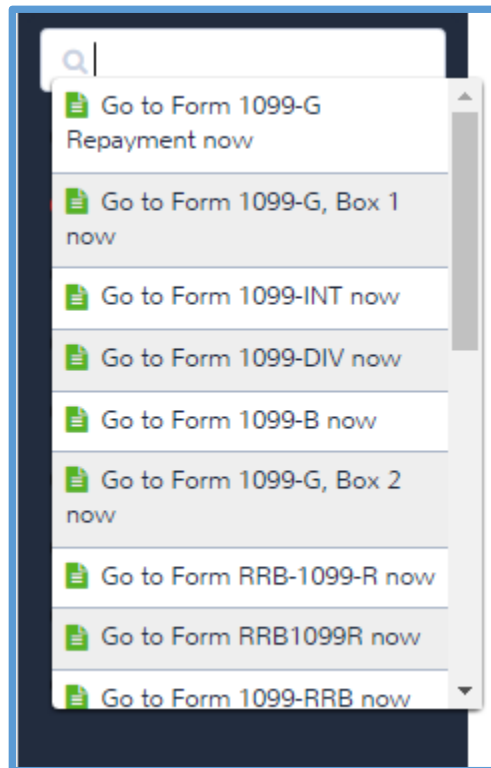 Go to Form 1099-G
Repayment now
Go to Form 1099-G, Box 1
now
Go to Form 1099-INT now
Go to Form 1099-DIV now
Go to Form 1099-B now
Go to Form 1099-G, Box 2
now
Go to Form RRB-1099-R now
Go to Form RRB1099R now
Go to Form 1099-RRB now